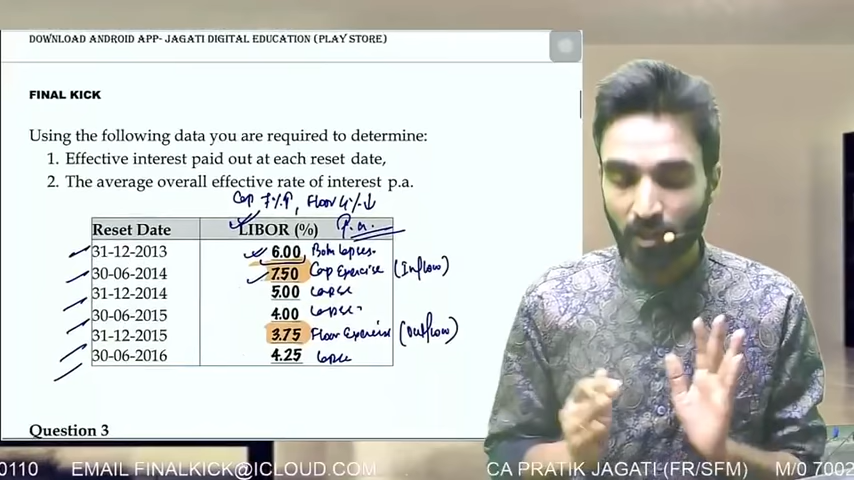 DOWNLOAD ANDROID APP- JAGATI DIGITAL EDUCATION (PLAY STORE)
FINAL KICK
Using the following data you are required to determine:
1. Effective interest paid out at each reset date,
2. The average overall effective rate of interest p.a.
Cap 7%↑, Floor 4%↓
Reset Date LIBOR (%) P.a.
31-12-2013 6.00 Both lapses.
30-06-2014 7.50 Cap Exercise (Inflow)
31-12-2014 5.00 lapse
30-06-2015 4.00 lapse
31-12-2015 3.75 Floor Exercise (outflow)
30-06-2016 4.25 lapse
Question 3
0110 EMAIL FINALKICK@ICLOUD.COM CA PRATIK JAGATI (FR/SFM) M/0 7002